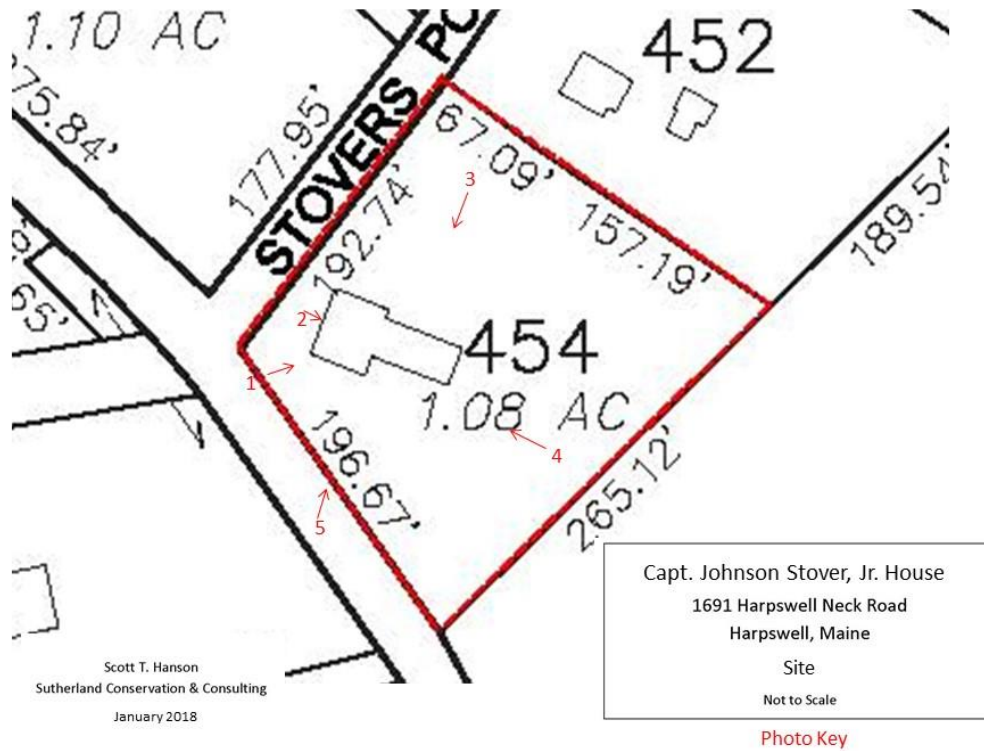 1.10 AC
STOVERS PO
452
75.84'
177.95'
67.09'
3
192.74'
157.19'
189.54
65'
2
454
1
1.08 AC
4
196.67'
265.12'
5
Capt. Johnson Stover, Jr. House
1691 Harpswell Neck Road
Harpswell, Maine
Site
Not to Scale
Scott T. Hanson
Sutherland Conservation & Consulting
January 2018
Photo Key